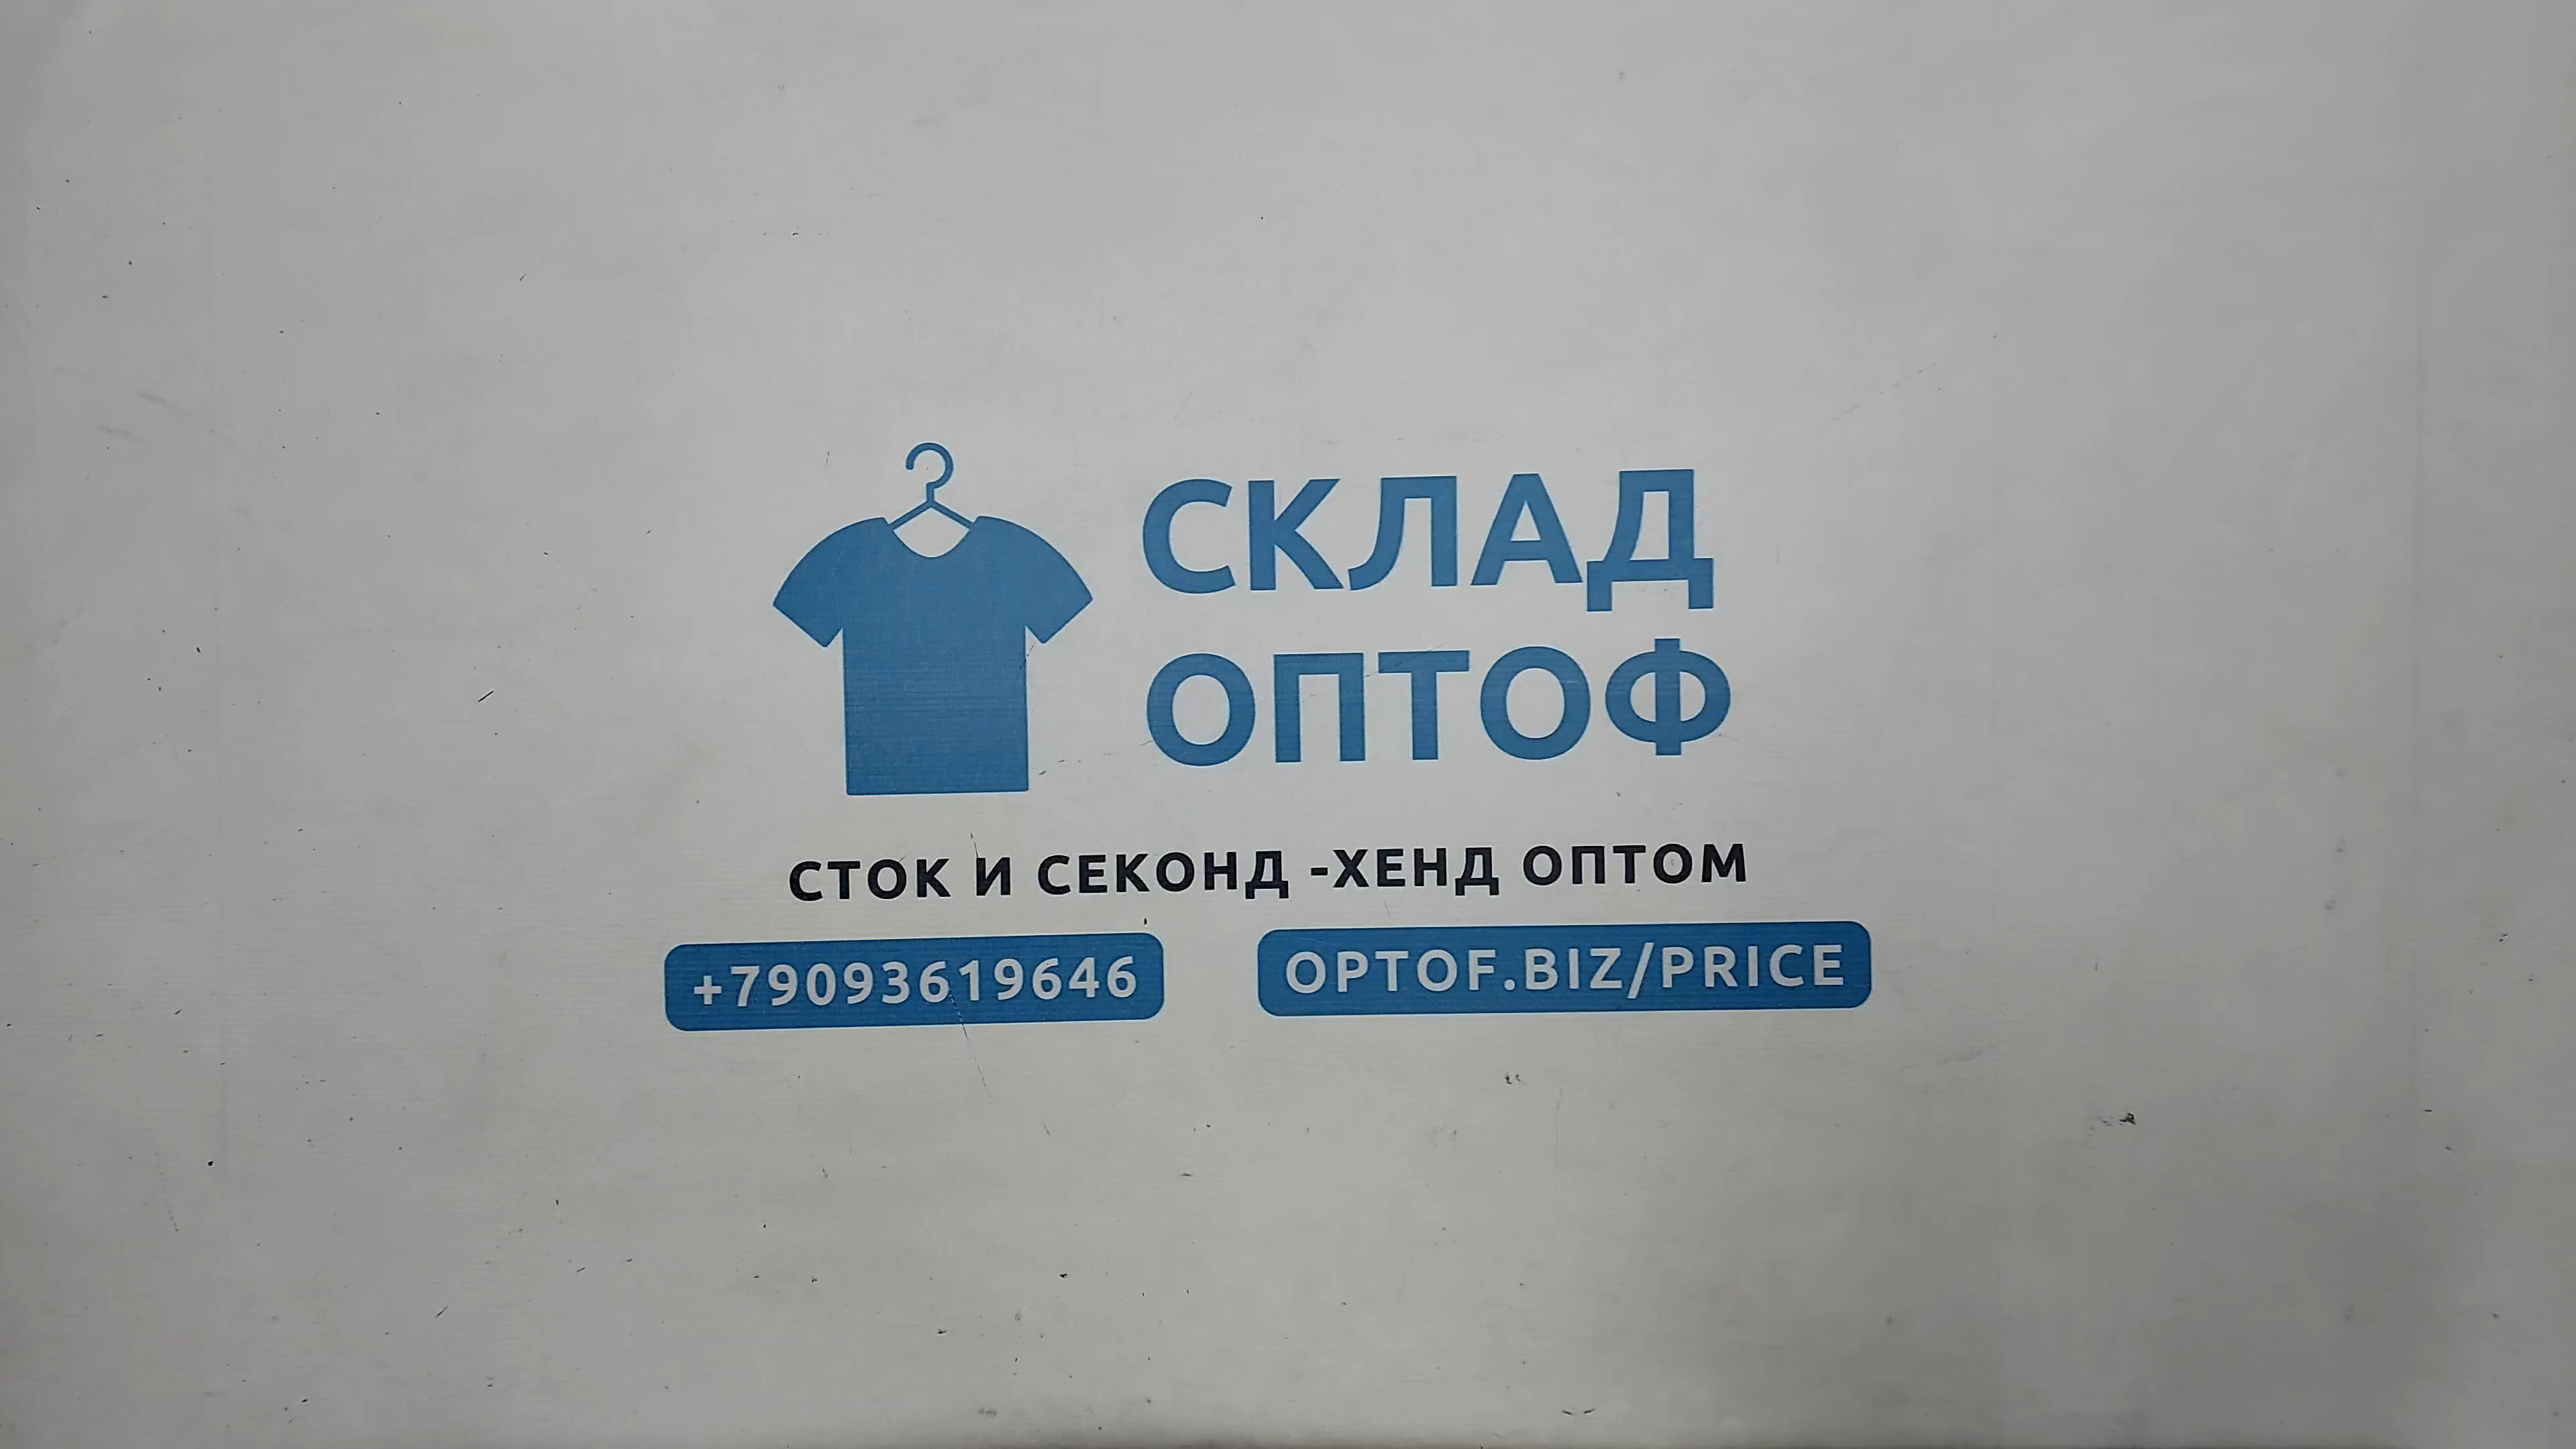 СКЛАД
ОПТОФ
СТОК И СЕКОНД -ХЕНД ОПТОМ
+79093619646
OPTOF.BIZ/PRICE